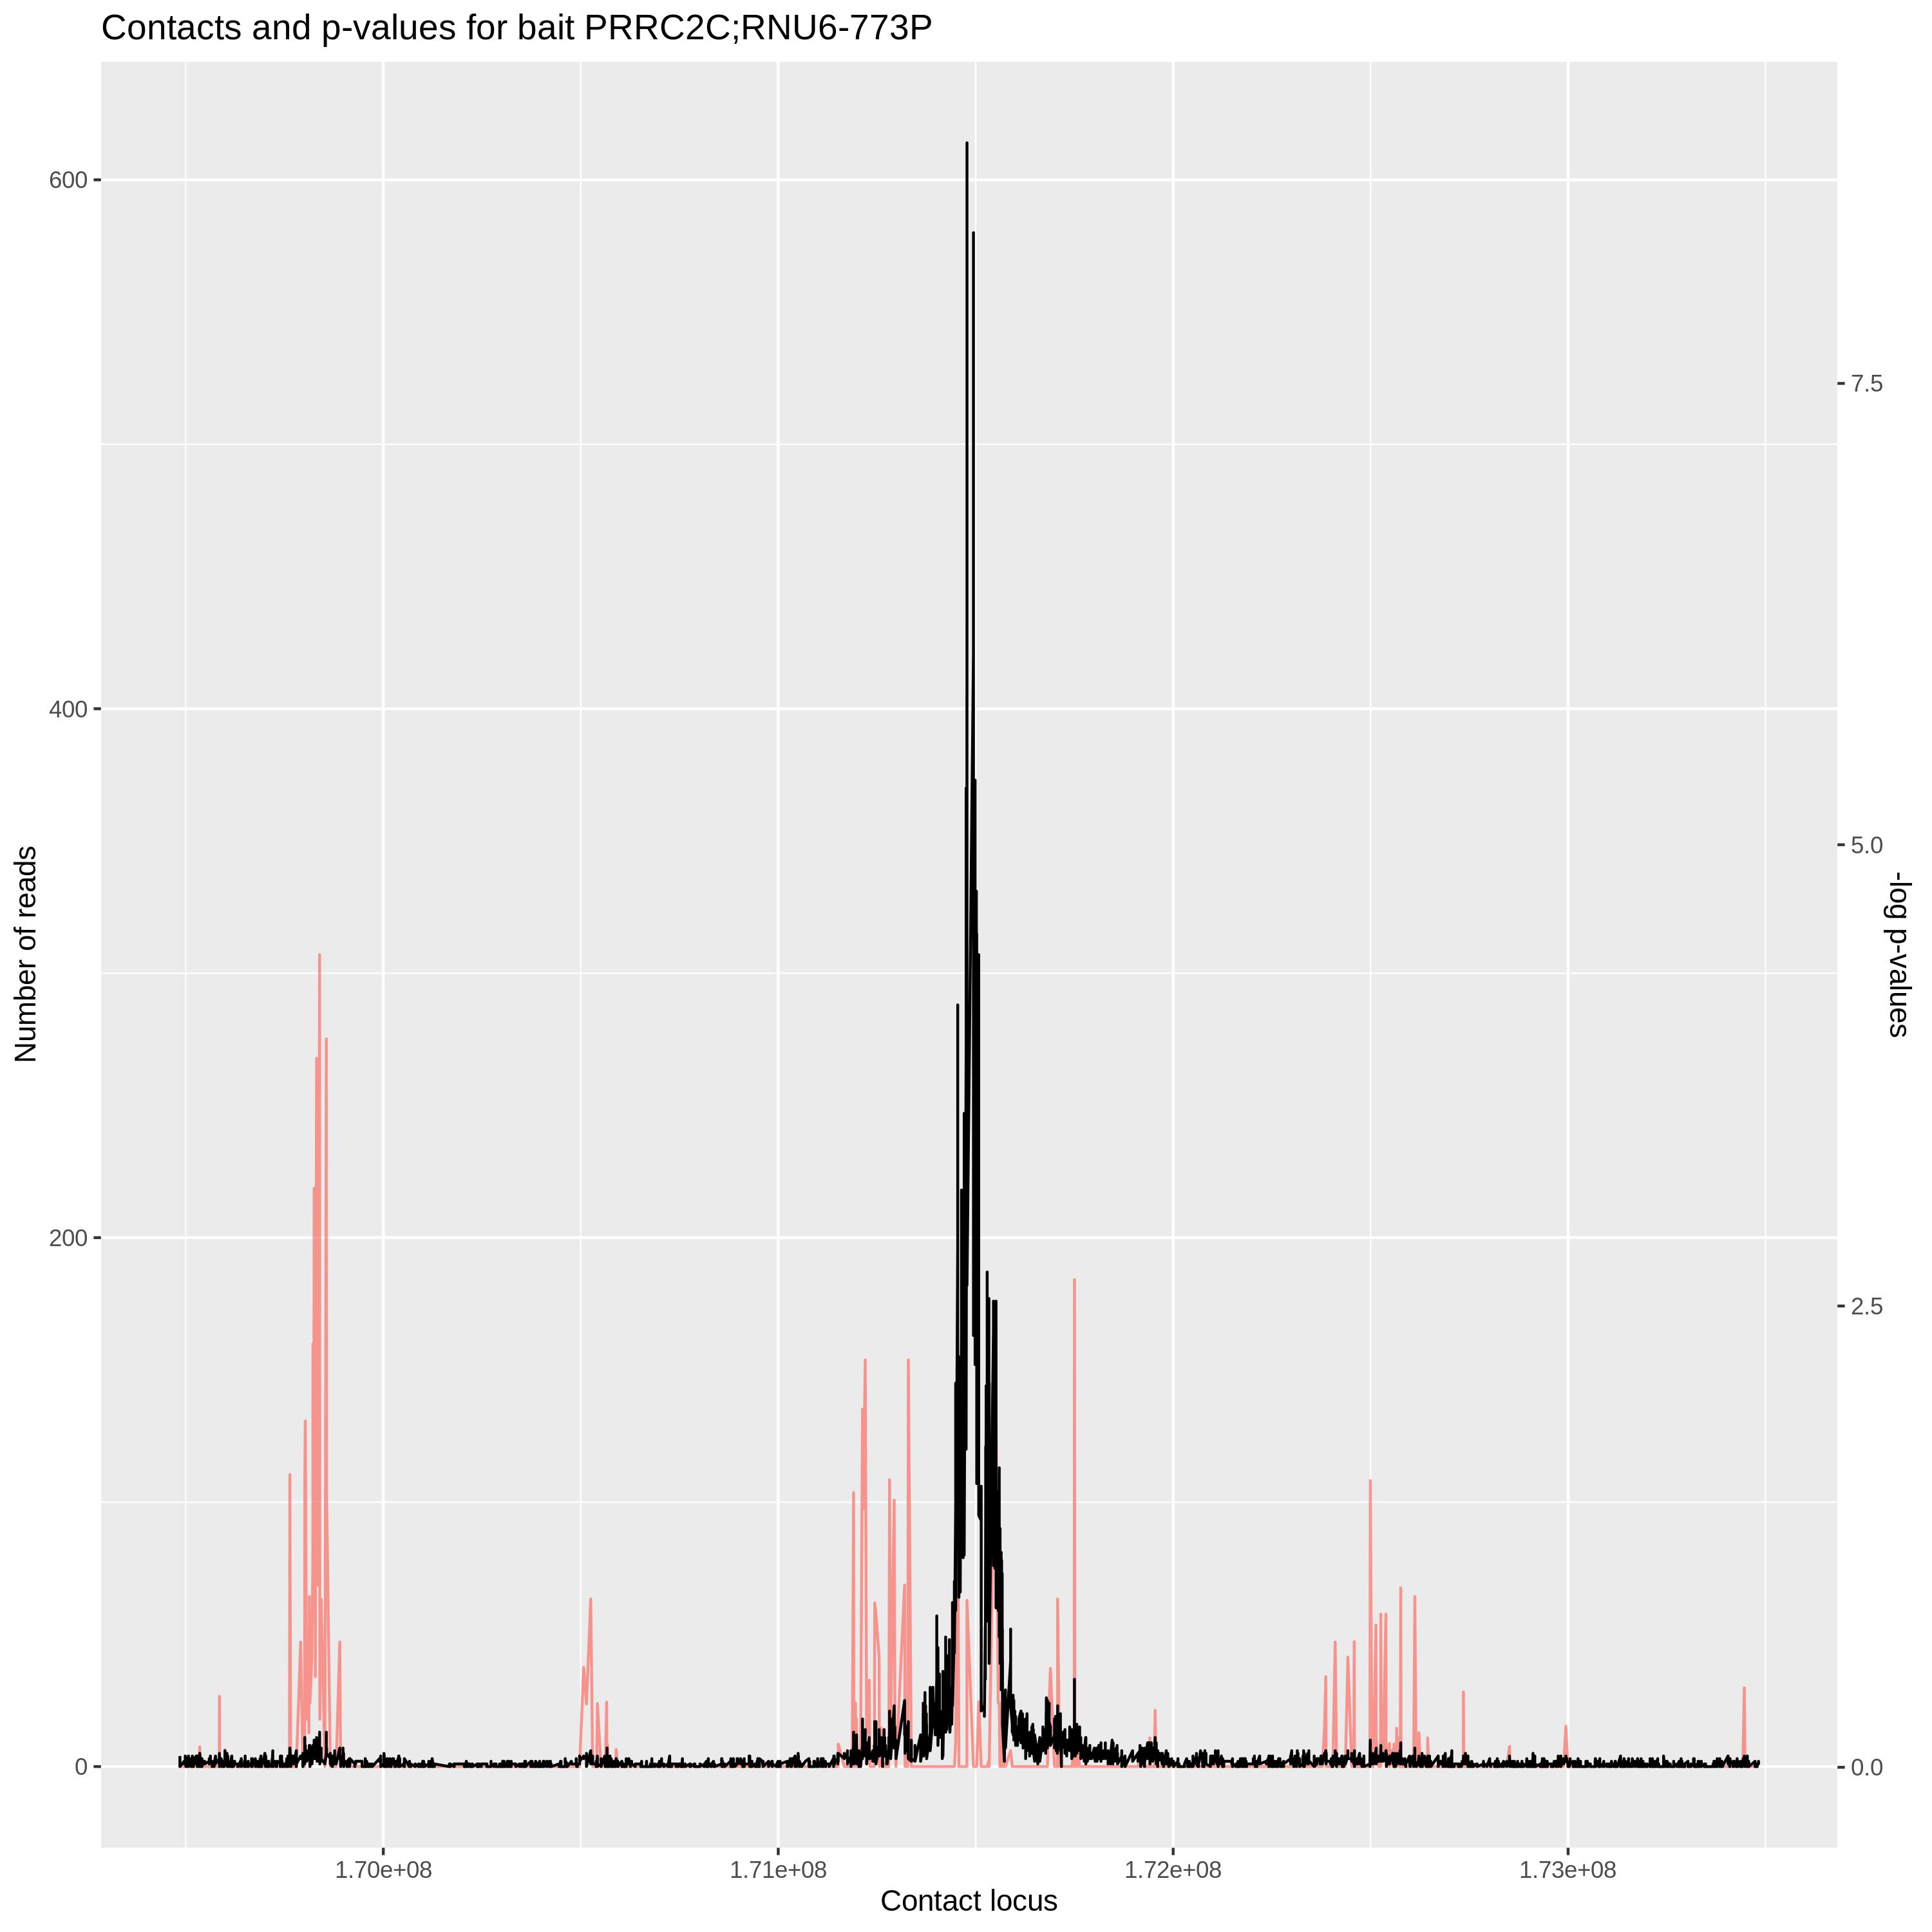 Contacts and p-values for bait PRRC2C;RNU6-773P
600
400
200
0
Number of reads
7.5
5.0
2.5
0.0
-log p-values
1.70e+08 1.71e+08 1.72e+08 1.73e+08
Contact locus